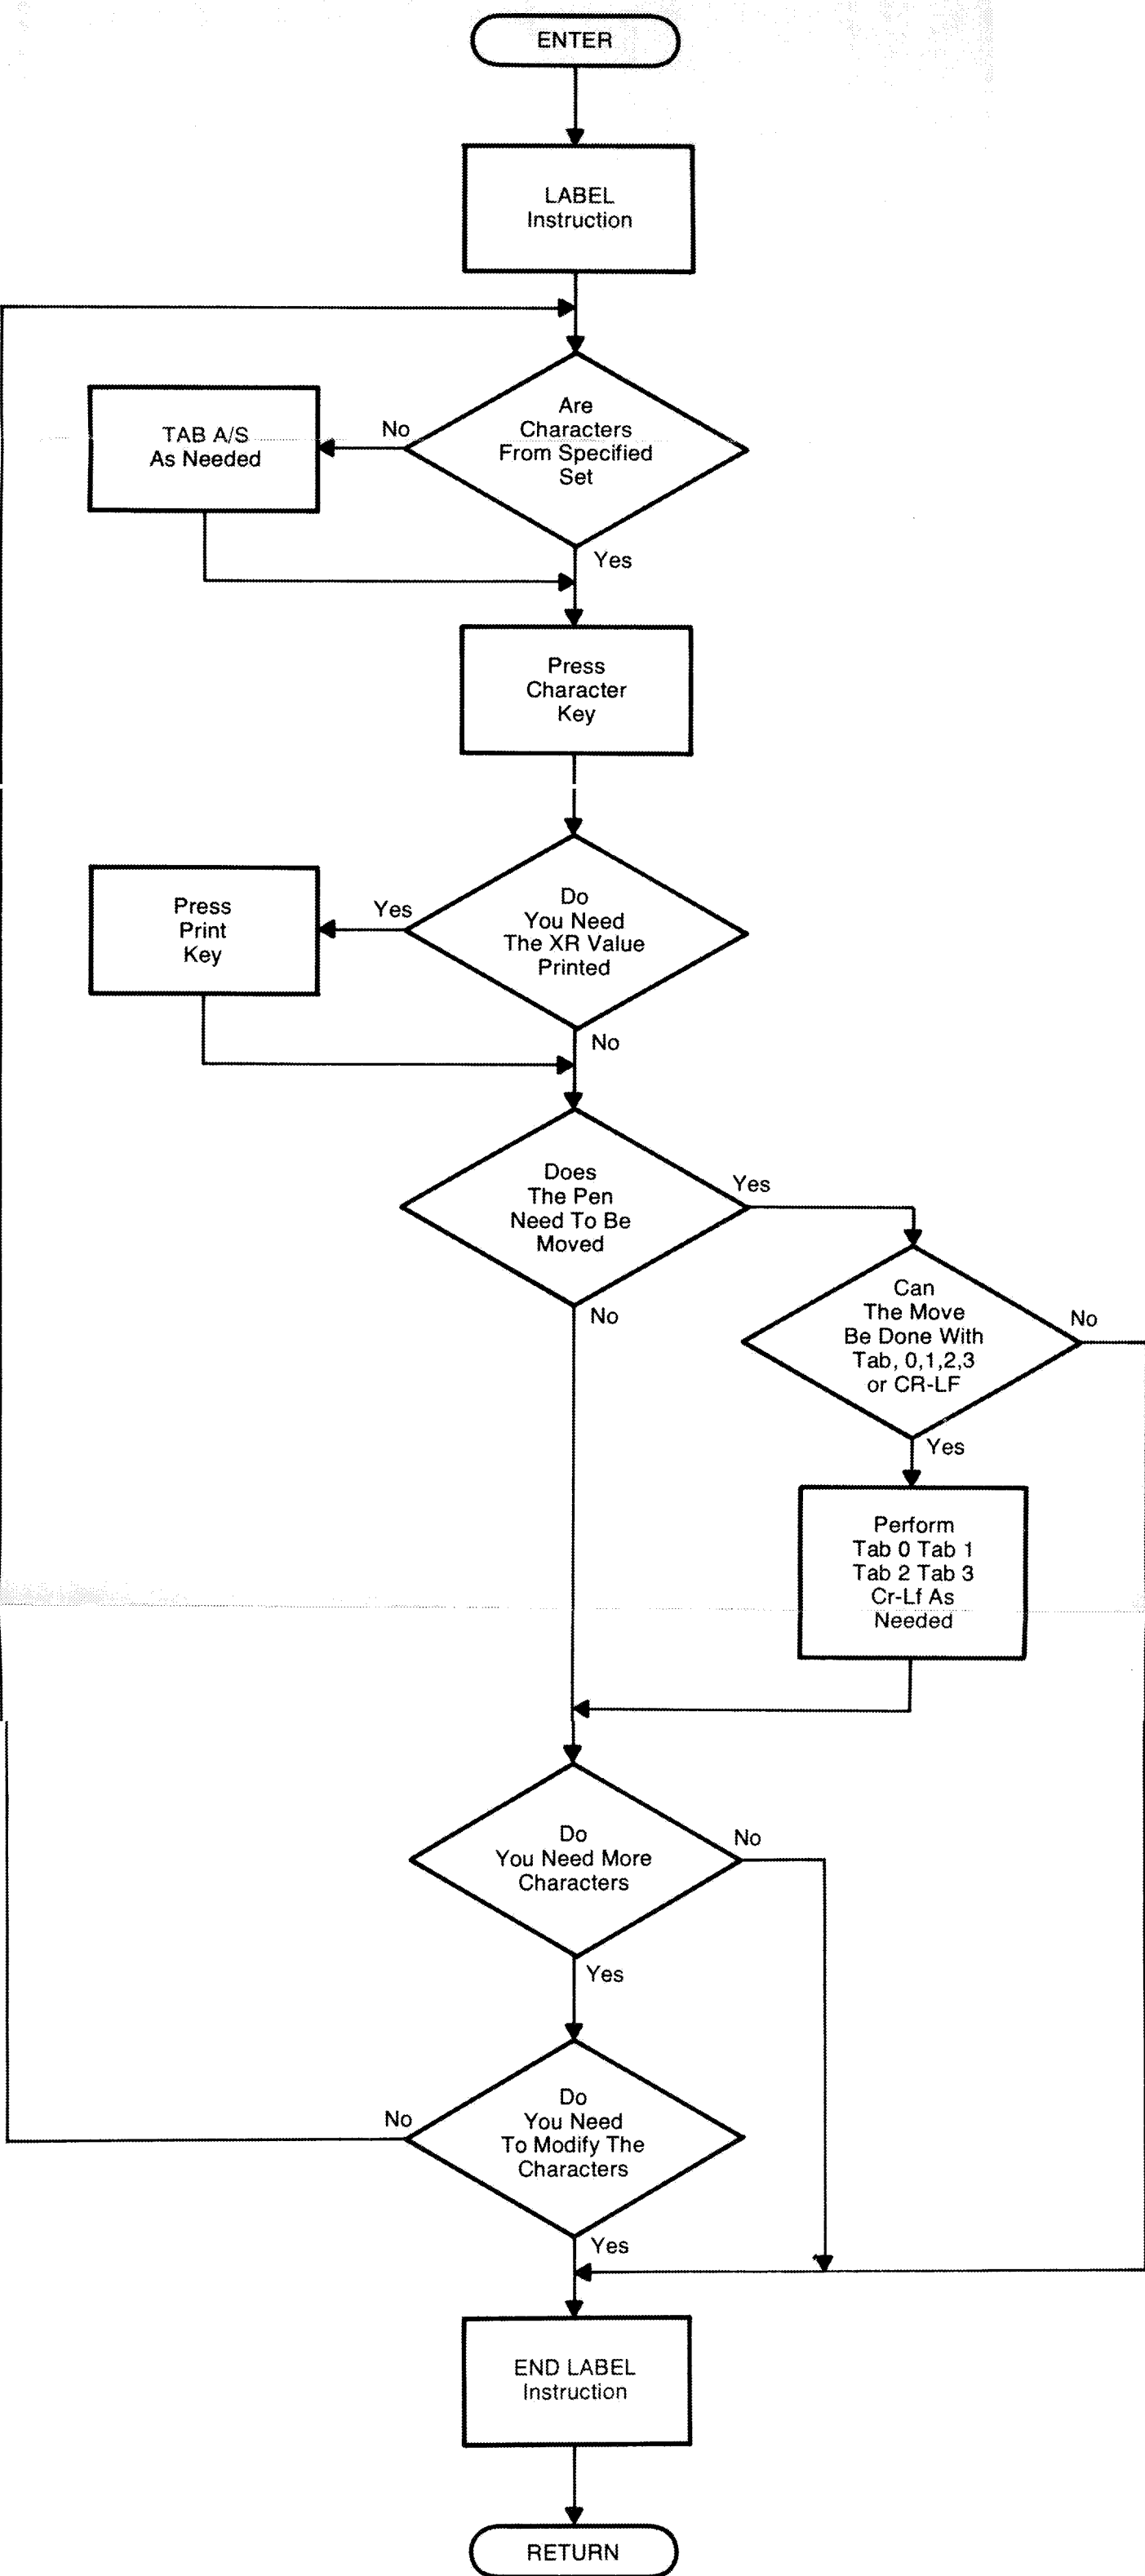 ENTER
LABEL
Instruction
Are
Characters
From Specified
Set
No
TAB A/S
As Needed
Yes
Press
Character
Key
Do
You Need
The XR Value
Printed
Yes
Press
Print
Key
No
Does
The Pen
Need To Be
Moved
Yes
No
Can
The Move
Be Done With
Tab, 0,1,2,3
or CR-LF
No
Yes
Perform
Tab 0 Tab 1
Tab 2 Tab 3
Cr-Lf As
Needed
Do
You Need More
Characters
No
Yes
Do
You Need
To Modify The
Characters
No
Yes
END LABEL
Instruction
RETURN